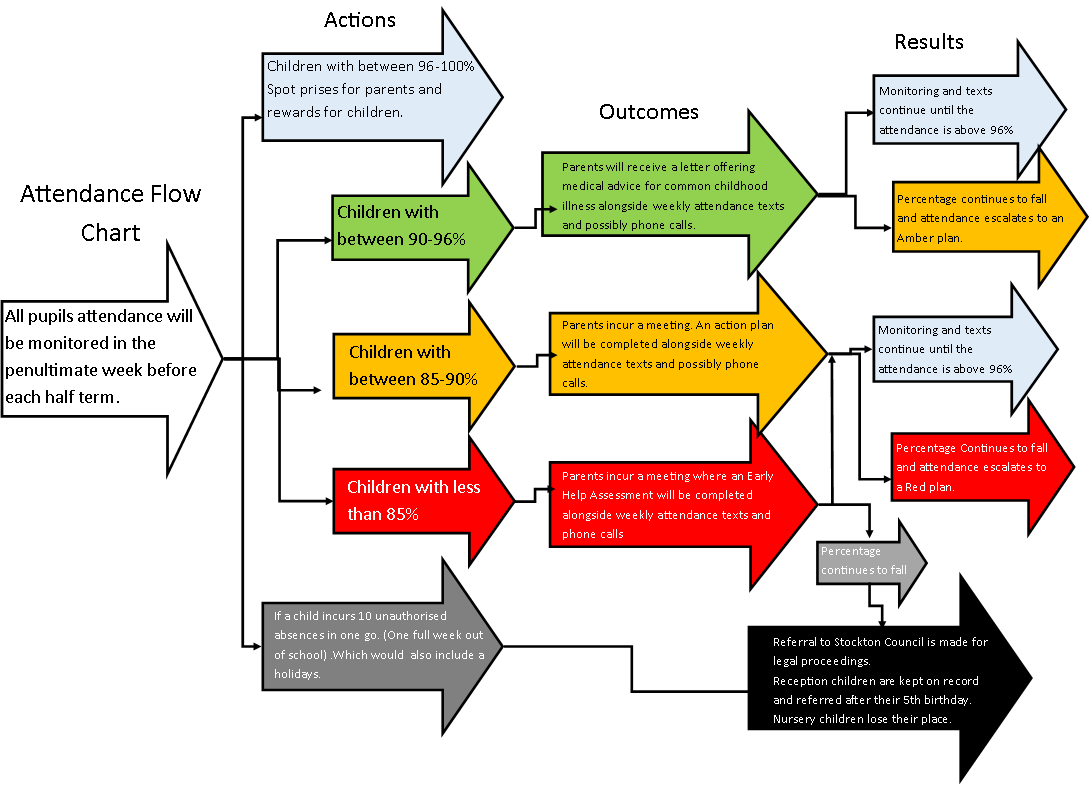 Attendance Flow
Chart
All pupils attendance will
be monitored in the
penultimate week before
each half term.
Actions
Children with between 96-100%
Spot prises for parents and
rewards for children.
Children with
between 90-96%
Children with
between 85-90%
Children with less
than 85%
If a child incurs 10 unauthorised
absences in one go. (One full week out
of school) .Which would  also include a
holidays.
Outcomes
Parents will receive a letter offering
medical advice for common childhood
illness alongside weekly attendance texts
and possibly phone calls.
Parents incur a meeting. An action plan
will be completed alongside weekly
attendance texts and possibly phone
calls.
Parents incur a meeting where an Early
Help Assessment will be completed
alongside weekly attendance texts and
phone calls
Results
Monitoring and texts
continue until the
attendance is above 96%
Percentage continues to fall
and attendance escalates to an
Amber plan.
Monitoring and texts
continue until the
attendance is above 96%
Percentage Continues to fall
and attendance escalates to
a Red plan.
Percentage
continues to fall
Referral to Stockton Council is made for
legal proceedings.
Reception children are kept on record
and referred after their 5th birthday.
Nursery children lose their place.